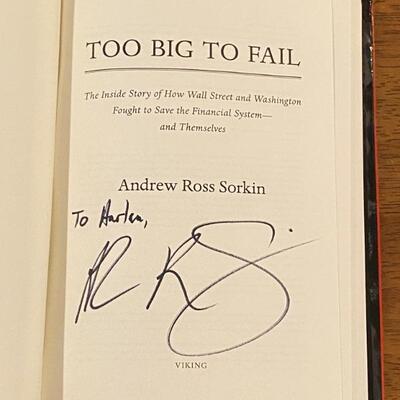 TOO BIG TO FAIL
The Inside Story of How Wall Street and Washington
Fought to Save the Financial System—
and Themselves
Andrew Ross Sorkin
To Harlan,
VIKING